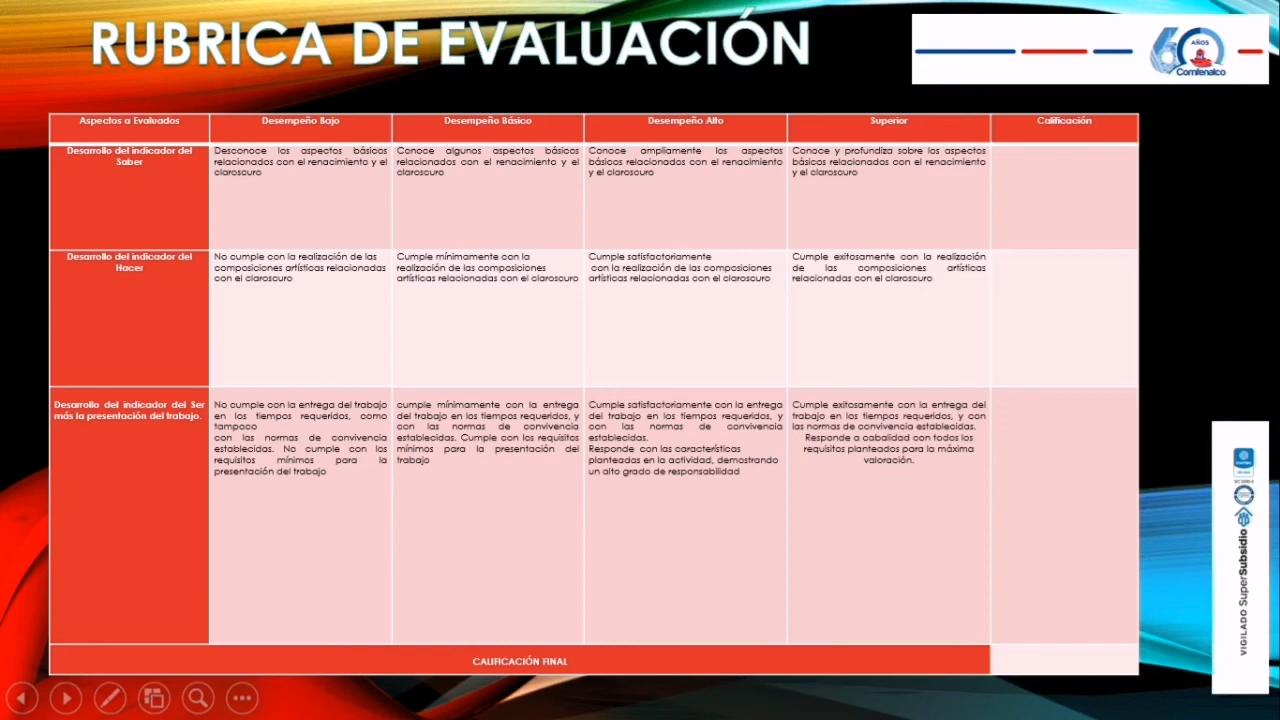 RUBRICA DE EVALUACIÓN
60
AÑOS
Comfenalco
Aspectos a Evaluados
Desempeño Bajo
Desempeño Básico
Desempeño Alto
Superior
Calificación
Desarrollo del indicador del
Saber
Desconoce los aspectos básicos
relacionados con el renacimiento y el
claroscuro
Conoce algunos aspectos básicos
relacionados con el renacimiento y el
claroscuro
Conoce ampliamente los aspectos
básicos relacionados con el renacimiento
y el claroscuro
Conoce y profundiza sobre los aspectos
básicos relacionados con el renacimiento
y el claroscuro
Desarrollo del indicador del
Hacer
No cumple con la realización de las
composiciones artísticas relacionadas
con el claroscuro
Cumple mínimamente con la
realización de las composiciones
artísticas relacionadas con el claroscuro
Cumple satisfactoriamente
con la realización de las composiciones
artísticas relacionadas con el claroscuro
Cumple exitosamente con la realización
de las composiciones artísticas
relacionadas con el claroscuro
Desarrollo del indicador del Ser
más la presentación del trabajo.
No cumple con la entrega del trabajo
en los tiempos requeridos, como
tampoco
con las normas de convivencia
establecidas. No cumple con los
requisitos mínimos para la
presentación del trabajo
cumple mínimamente con la entrega
del trabajo en los tiempos requeridos, y
con las normas de convivencia
establecidas. Cumple con los requisitos
mínimos para la presentación del
trabajo
Cumple satisfactoriamente con la entrega
del trabajo en los tiempos requeridos, y
con las normas de convivencia
establecidas.
Responde con las características
planteadas en la actividad, demostrando
un alto grado de responsabilidad
Cumple exitosamente con la entrega del
trabajo en los tiempos requeridos, y con
las normas de convivencia establecidas.
Responde a cabalidad con todos los
requisitos planteados para la máxima
valoración.
CALIFICACIÓN FINAL
VIGILADO SuperSubsidio